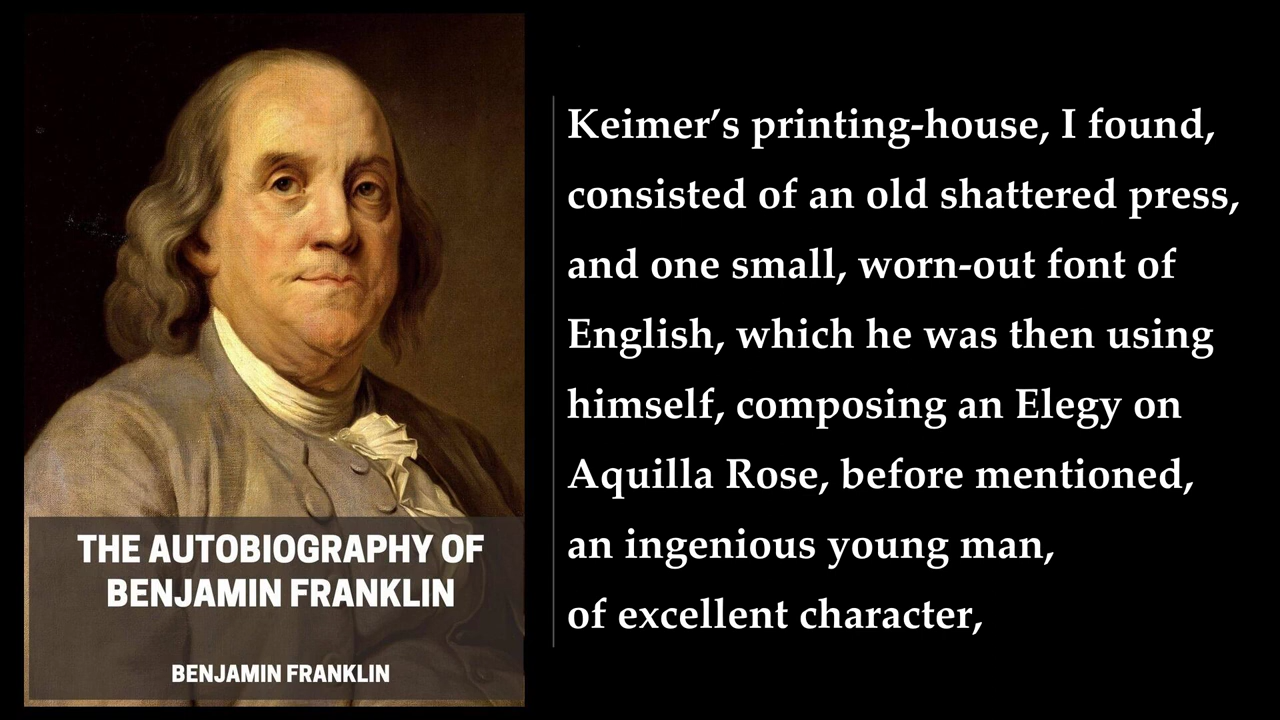 THE AUTOBIOGRAPHY OF
BENJAMIN FRANKLIN
BENJAMIN FRANKLIN
Keimer’s printing-house, I found,
consisted of an old shattered press,
and one small, worn-out font of
English, which he was then using
himself, composing an Elegy on
Aquilla Rose, before mentioned,
an ingenious young man,
of excellent character,